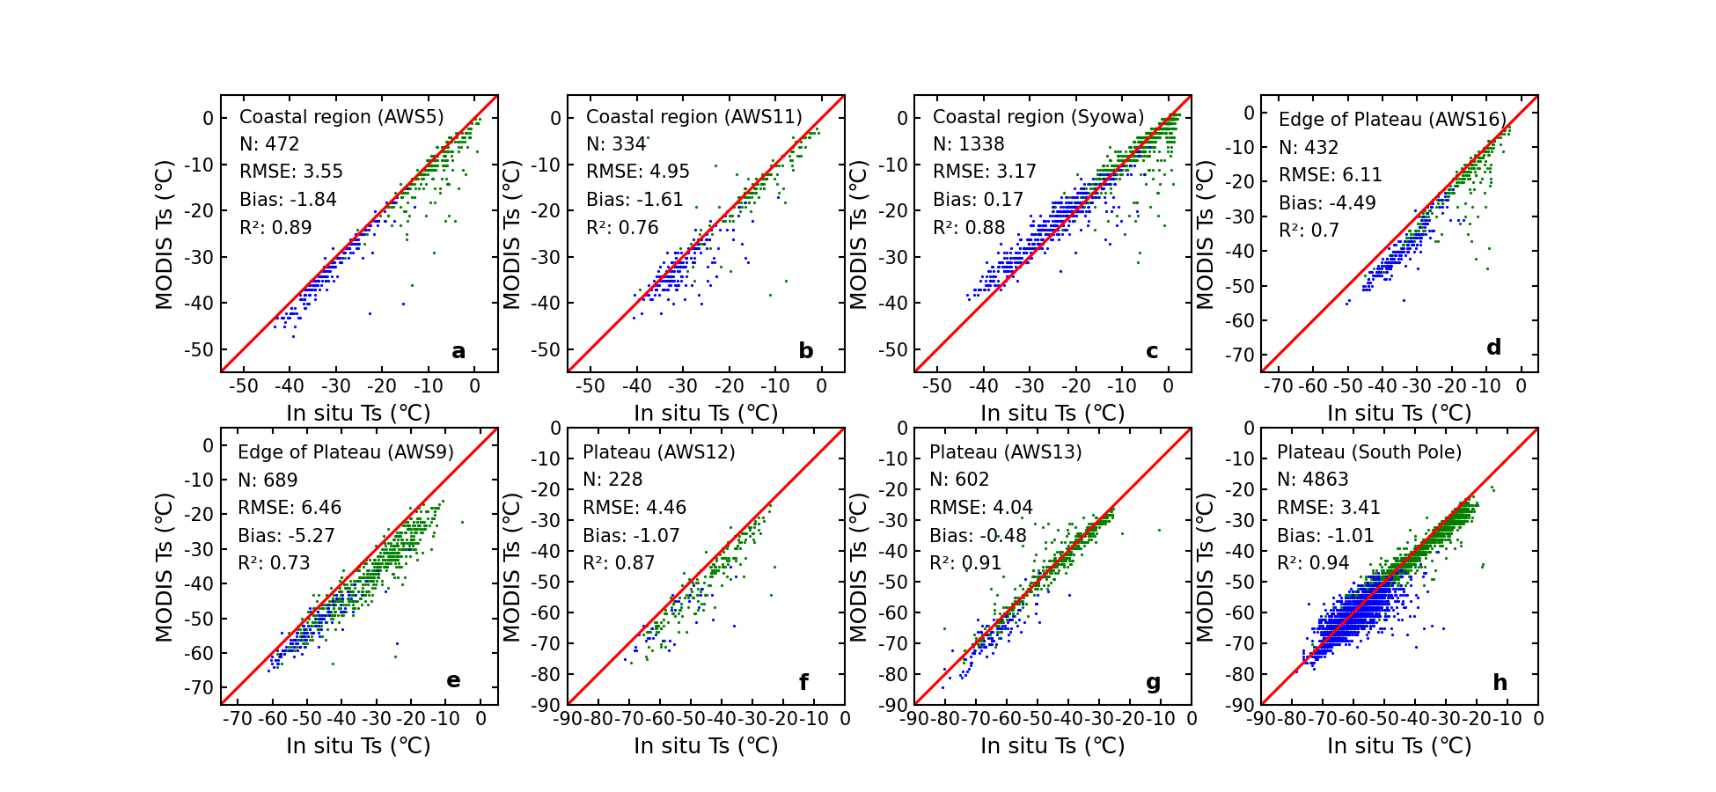 Coastal region (AWS5)
N: 472
RMSE: 3.55
Bias: -1.84
R²: 0.89
a
0
-10
-20
-30
-40
-50
-50 -40 -30 -20 -10 0
MODIS Ts (℃)
In situ Ts (℃)
Coastal region (AWS11)
N: 334
RMSE: 4.95
Bias: -1.61
R²: 0.76
b
0
-10
-20
-30
-40
-50
-50 -40 -30 -20 -10 0
MODIS Ts (℃)
In situ Ts (℃)
Coastal region (Syowa)
N: 1338
RMSE: 3.17
Bias: 0.17
R²: 0.88
c
0
-10
-20
-30
-40
-50
-50 -40 -30 -20 -10 0
MODIS Ts (℃)
In situ Ts (℃)
Edge of Plateau (AWS16)
N: 432
RMSE: 6.11
Bias: -4.49
R²: 0.7
d
0
-10
-20
-30
-40
-50
-60
-70
-70 -60 -50 -40 -30 -20 -10 0
MODIS Ts (℃)
In situ Ts (℃)
Edge of Plateau (AWS9)
N: 689
RMSE: 6.46
Bias: -5.27
R²: 0.73
e
0
-10
-20
-30
-40
-50
-60
-70
-70 -60 -50 -40 -30 -20 -10 0
MODIS Ts (℃)
In situ Ts (℃)
Plateau (AWS12)
N: 228
RMSE: 4.46
Bias: -1.07
R²: 0.87
f
0
-10
-20
-30
-40
-50
-60
-70
-80
-90
-90 -80 -70 -60 -50 -40 -30 -20 -10 0
MODIS Ts (℃)
In situ Ts (℃)
Plateau (AWS13)
N: 602
RMSE: 4.04
Bias: -0.48
R²: 0.91
g
0
-10
-20
-30
-40
-50
-60
-70
-80
-90
-90 -80 -70 -60 -50 -40 -30 -20 -10 0
MODIS Ts (℃)
In situ Ts (℃)
Plateau (South Pole)
N: 4863
RMSE: 3.41
Bias: -1.01
R²: 0.94
h
0
-10
-20
-30
-40
-50
-60
-70
-80
-90
-90 -80 -70 -60 -50 -40 -30 -20 -10 0
MODIS Ts (℃)
In situ Ts (℃)